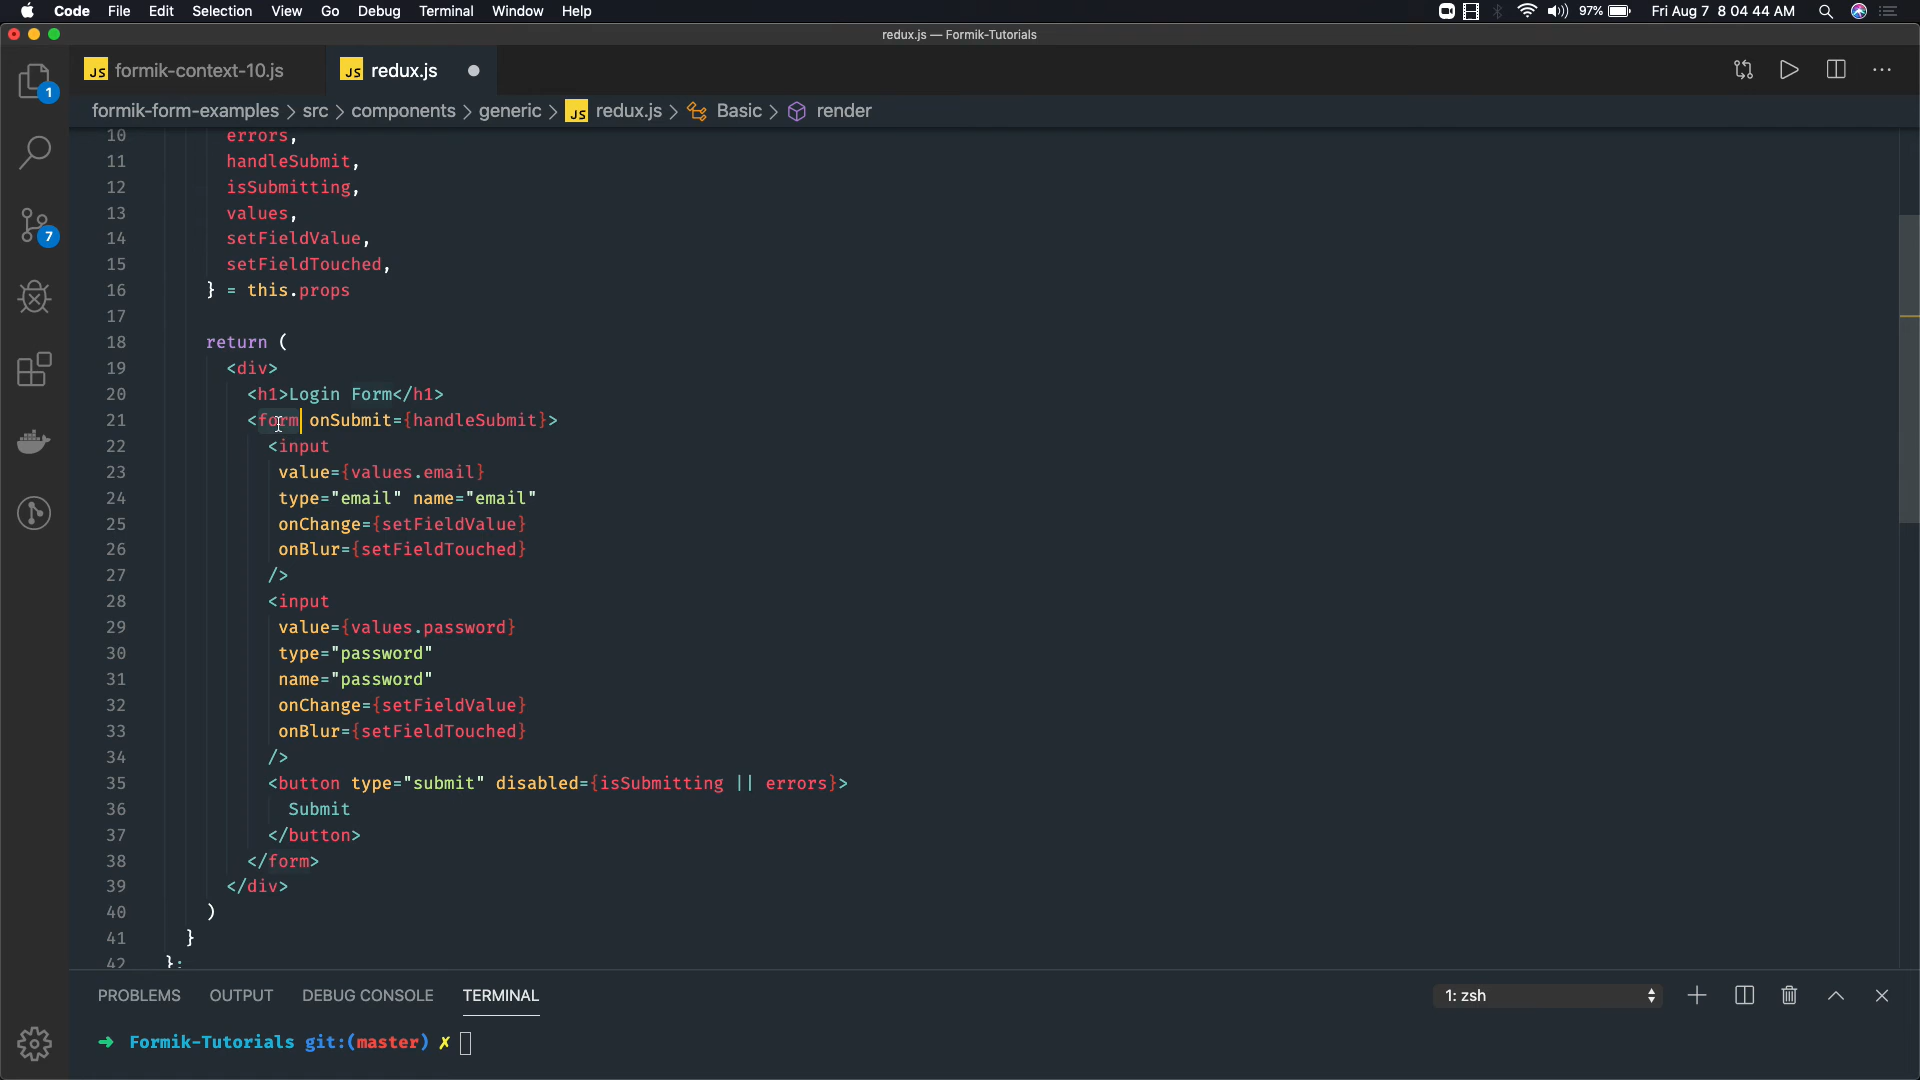 Code File Edit Selection View Go Debug Terminal Window Help 97% Fri Aug 7 8 04 44 AM
redux.js — Formik-Tutorials
JS formik-context-10.js JS redux.js
formik-form-examples > src > components > generic > JS redux.js > Basic > render
1
7
10 errors,
11 handleSubmit,
12 isSubmitting,
13 values,
14 setFieldValue,
15 setFieldTouched,
16 } = this.props
17
18 return (
19 <div>
20 <h1>Login Form</h1>
21 <form onSubmit={handleSubmit}>
22 <input
23 value={values.email}
24 type="email" name="email"
25 onChange={setFieldValue}
26 onBlur={setFieldTouched}
27 />
28 <input
29 value={values.password}
30 type="password"
31 name="password"
32 onChange={setFieldValue}
33 onBlur={setFieldTouched}
34 />
35 <button type="submit" disabled={isSubmitting || errors}>
36 Submit
37 </button>
38 </form>
39 </div>
40 )
41 }
42 };
PROBLEMS OUTPUT DEBUG CONSOLE TERMINAL 1: zsh
➜ Formik-Tutorials git:(master) ✗